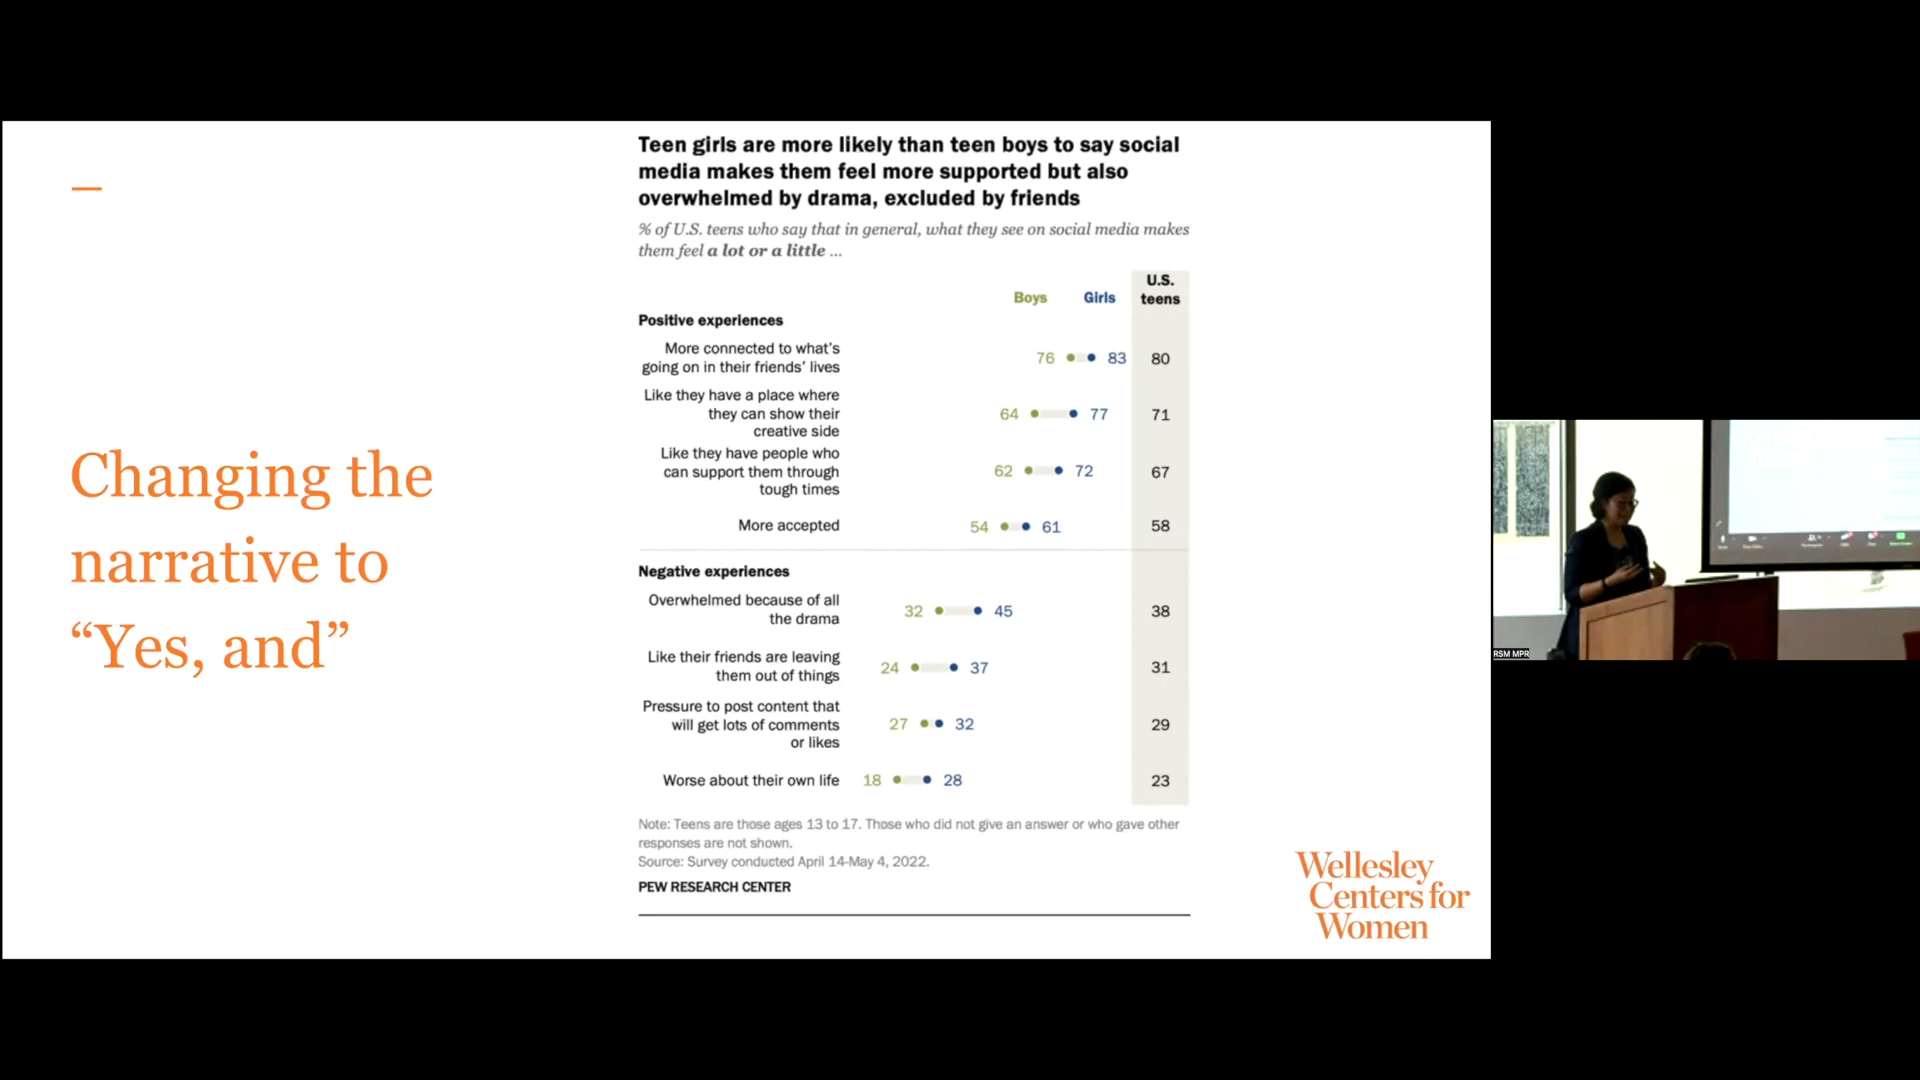 Changing the
narrative to
“Yes, and”
Teen girls are more likely than teen boys to say social
media makes them feel more supported but also
overwhelmed by drama, excluded by friends
% of U.S. teens who say that in general, what they see on social media makes
them feel a lot or a little ...
Boys Girls U.S.
teens
Positive experiences
More connected to what’s
going on in their friends’ lives
76 83 80
Like they have a place where
they can show their
creative side
64 77 71
Like they have people who
can support them through
tough times
62 72 67
More accepted 54 61 58
Negative experiences
Overwhelmed because of all
the drama
32 45 38
Like their friends are leaving
them out of things
24 37 31
Pressure to post content that
will get lots of comments
or likes
27 32 29
Worse about their own life 18 28 23
Note: Teens are those ages 13 to 17. Those who did not give an answer or who gave other
responses are not shown.
Source: Survey conducted April 14-May 4, 2022.
PEW RESEARCH CENTER
Wellesley
Centers for
Women
RSM MPR